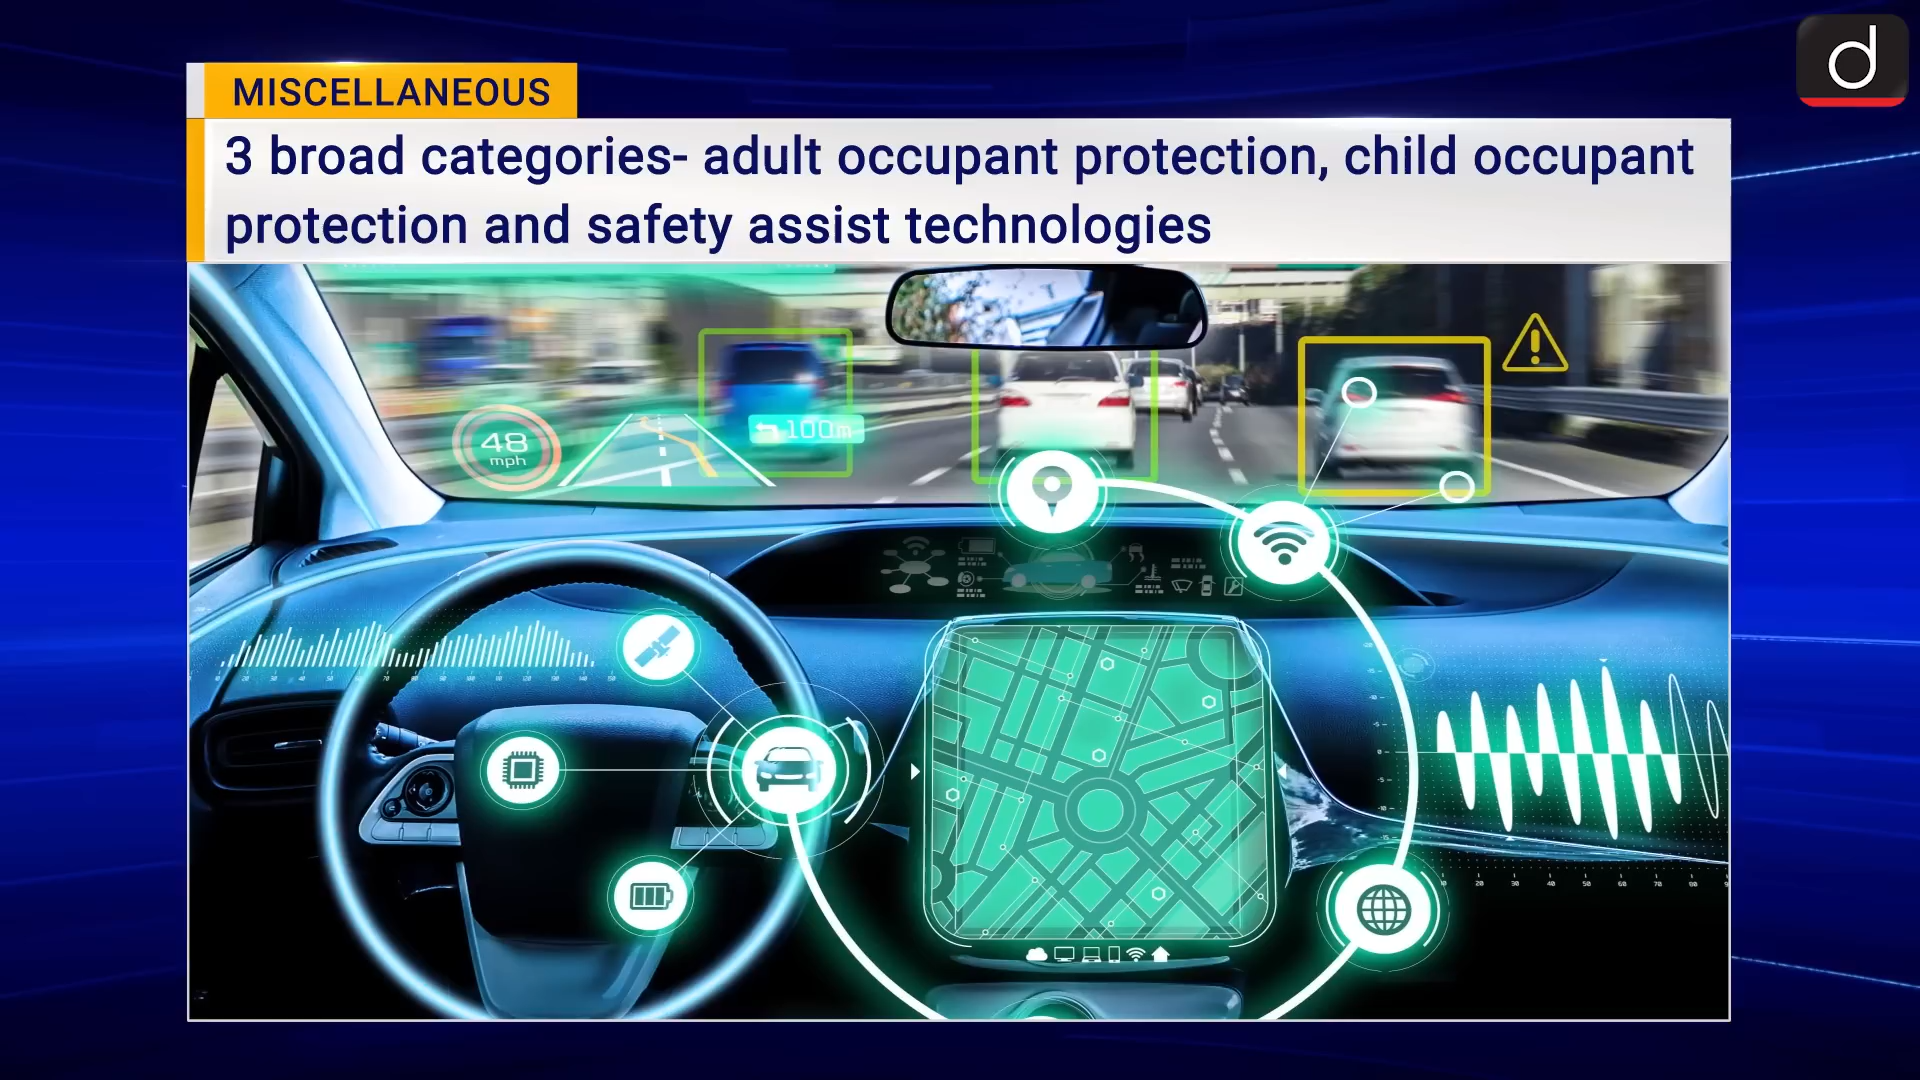 MISCELLANEOUS
3 broad categories- adult occupant protection, child occupant
protection and safety assist technologies
48
mph
100m